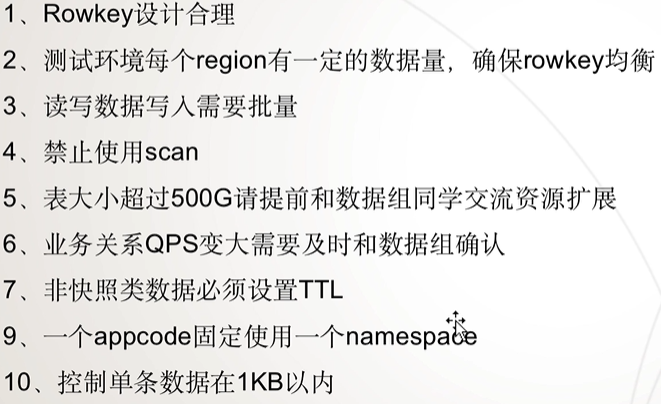 1、Rowkey设计合理
2、测试环境每个region有一定的数据量，确保rowkey均衡
3、读写数据写入需要批量
4、禁止使用scan
5、表大小超过500G请提前和数据组同学交流资源扩展
6、业务关系QPS变大需要及时和数据组确认
7、非快照类数据必须设置TTL
9、一个appcode固定使用一个namespace
10、控制单条数据在1KB以内